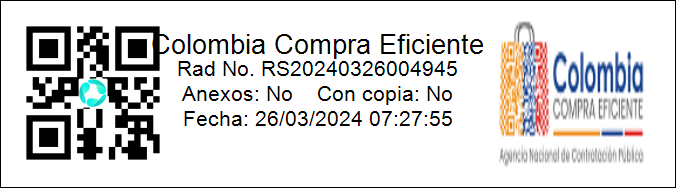 Colombia Compra Eficiente
Rad No. RS20240326004945
Anexos: No    Con copia: No
Fecha: 26/03/2024 07:27:55
Colombia
COMPRA EFICIENTE
Agencia Nacional de Contratación Pública